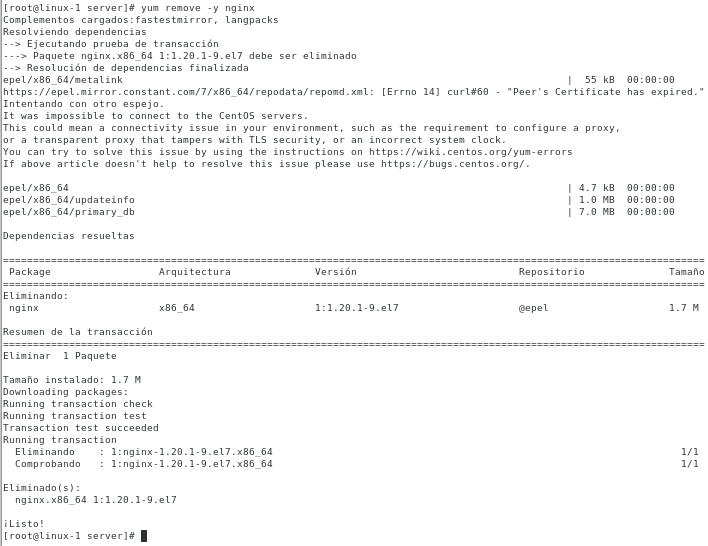 [root@linux-1 server]# yum remove -y nginx
Complementos cargados:fastestmirror, langpacks
Resolviendo dependencias
--> Ejecutando prueba de transacción
---> Paquete nginx.x86_64 1:1.20.1-9.el7 debe ser eliminado
--> Resolución de dependencias finalizada
epel/x86_64/metalink | 55 kB 00:00:00
https://epel.mirror.constant.com/7/x86_64/repodata/repomd.xml: [Errno 14] curl#60 - "Peer's Certificate has expired."
Intentando con otro espejo.
It was impossible to connect to the CentOS servers.
This could mean a connectivity issue in your environment, such as the requirement to configure a proxy,
or a transparent proxy that tampers with TLS security, or an incorrect system clock.
You can try to solve this issue by using the instructions on https://wiki.centos.org/yum-errors
If above article doesn't help to resolve this issue please use https://bugs.centos.org/.
epel/x86_64 | 4.7 kB 00:00:00
epel/x86_64/updateinfo | 1.0 MB 00:00:00
epel/x86_64/primary_db | 7.0 MB 00:00:00
Dependencias resueltas
================================================================================
Package Arquitectura Versión Repositorio Tamaño
================================================================================
Eliminando:
nginx x86_64 1:1.20.1-9.el7 @epel 1.7 M
Resumen de la transacción
================================================================================
Eliminar 1 Paquete
Tamaño instalado: 1.7 M
Downloading packages:
Running transaction check
Running transaction test
Transaction test succeeded
Running transaction
Eliminando : 1:nginx-1.20.1-9.el7.x86_64 1/1
Comprobando : 1:nginx-1.20.1-9.el7.x86_64 1/1
Eliminado(s):
nginx.x86_64 1:1.20.1-9.el7
¡Listo!
[root@linux-1 server]#